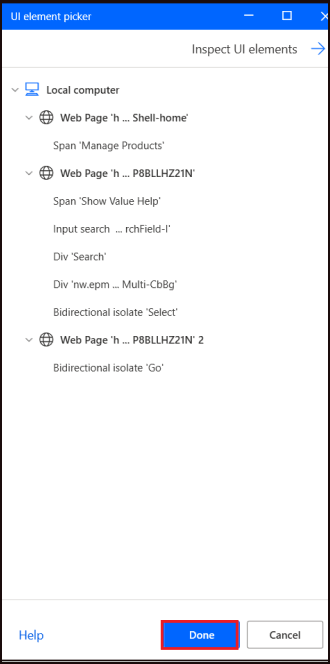 UI element picker
Inspect UI elements
Local computer
Web Page 'h ... Shell-home'
Span 'Manage Products'
Web Page 'h ... P8BLLHZ21N'
Span 'Show Value Help'
Input search  ... rchField-I'
Div 'Search'
Div 'nw.epm ... Multi-CbBg'
Bidirectional isolate 'Select'
Web Page 'h ... P8BLLHZ21N' 2
Bidirectional isolate 'Go'
Help
Done
Cancel